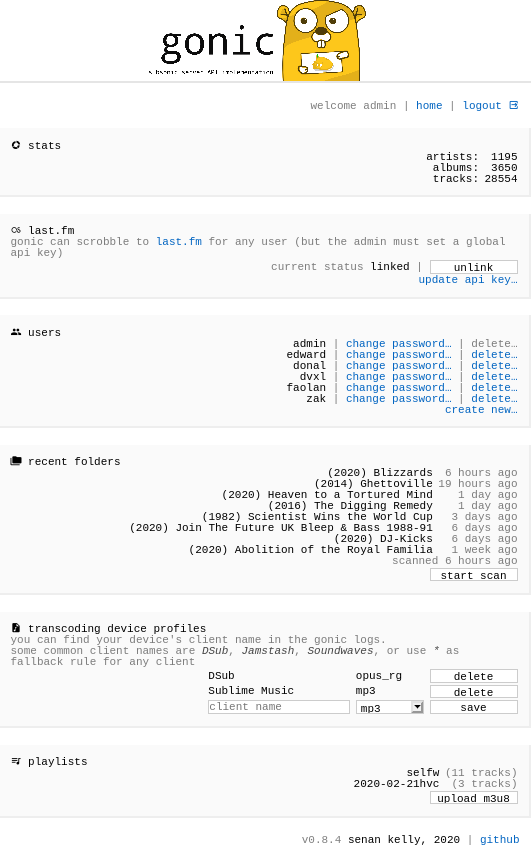 gonic
subsonic server API implementation
welcome admin | home | logout
stats
artists: 1195
albums: 3650
tracks: 28554
last.fm
gonic can scrobble to last.fm for any user (but the admin must set a global
api key)
current status linked | unlink
update api key…
users
admin | change password… | delete…
edward | change password… | delete…
donal | change password… | delete…
dvxl | change password… | delete…
faolan | change password… | delete…
zak | change password… | delete…
create new…
recent folders
(2020) Blizzards 6 hours ago
(2014) Ghettoville 19 hours ago
(2020) Heaven to a Tortured Mind 1 day ago
(2016) The Digging Remedy 1 day ago
(1982) Scientist Wins the World Cup 3 days ago
(2020) Join The Future UK Bleep & Bass 1988-91 6 days ago
(2020) DJ-Kicks 6 days ago
(2020) Abolition of the Royal Familia 1 week ago
scanned 6 hours ago
start scan
transcoding device profiles
you can find your device's client name in the gonic logs.
some common client names are DSub, Jamstash, Soundwaves, or use * as
fallback rule for any client
DSub opus_rg delete
Sublime Music mp3 delete
client name mp3 save
playlists
selfw (11 tracks)
2020-02-21hvc (3 tracks)
upload m3u8
v0.8.4 senan kelly, 2020 | github